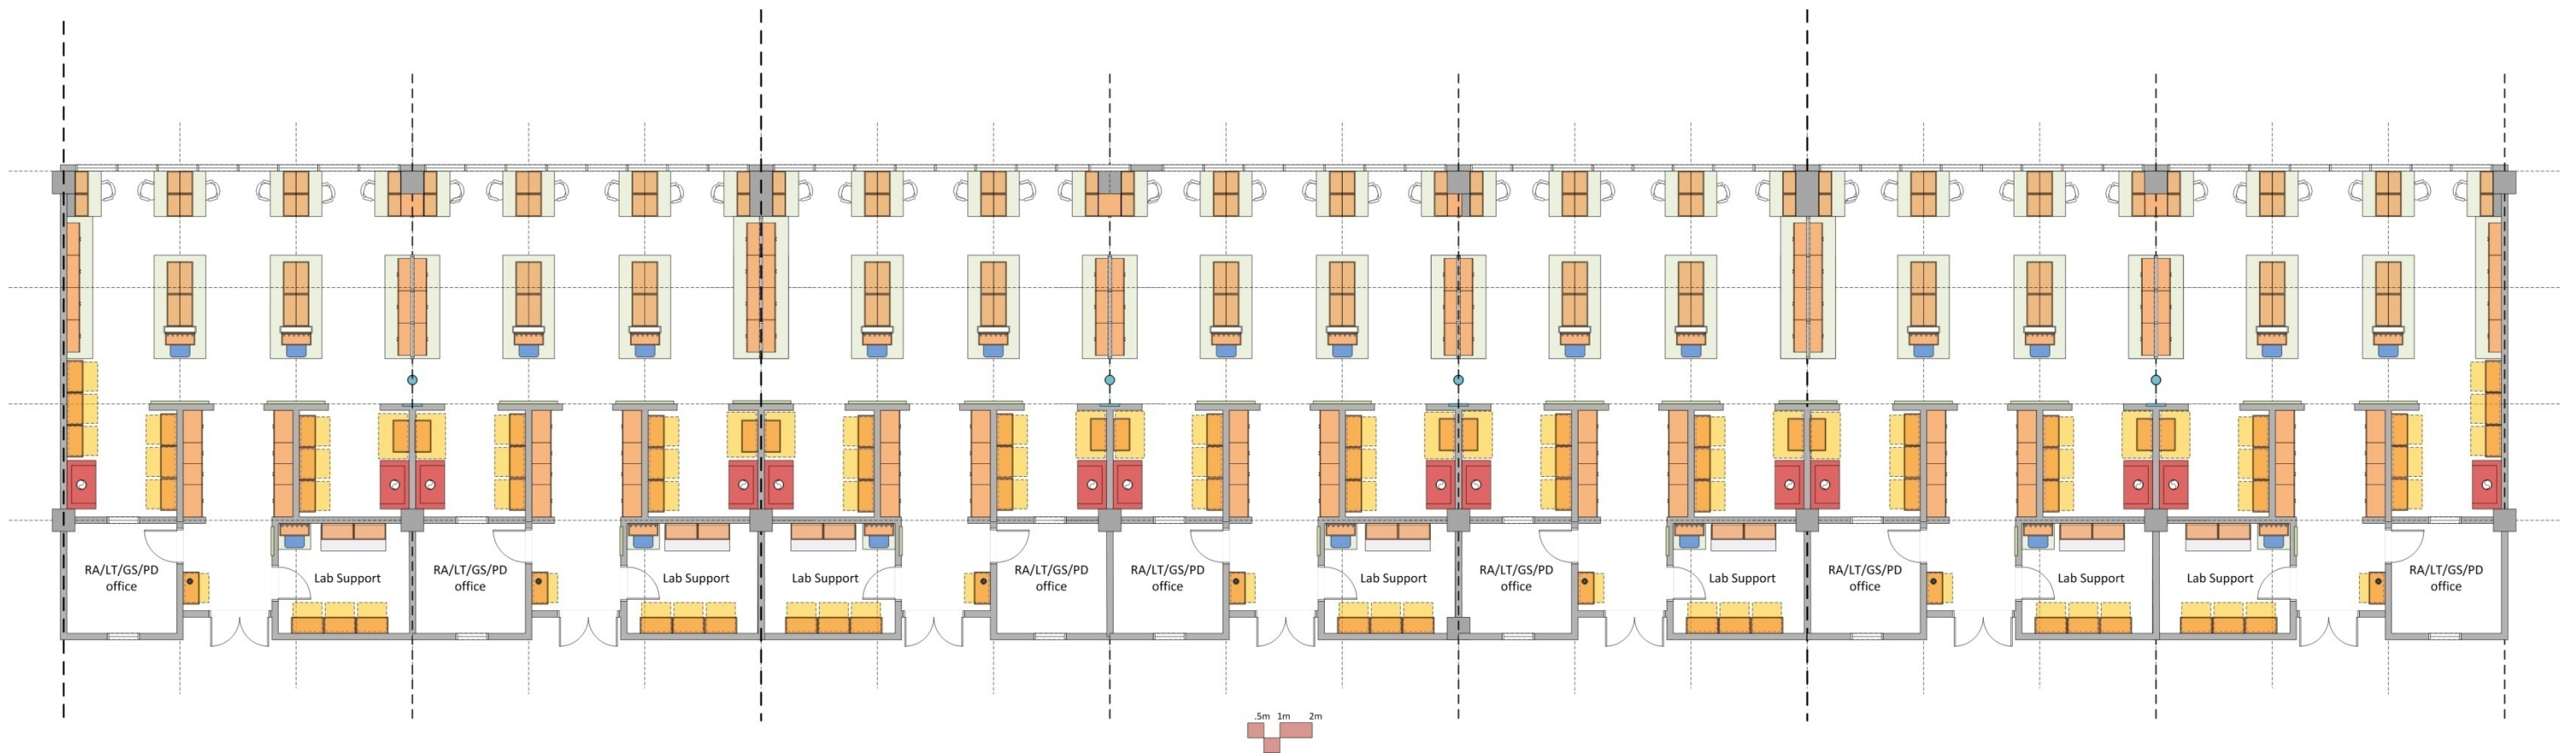 RA/LT/GS/PD
office
Lab Support
RA/LT/GS/PD
office
Lab Support
Lab Support
RA/LT/GS/PD
office
RA/LT/GS/PD
office
Lab Support
RA/LT/GS/PD
office
Lab Support
RA/LT/GS/PD
office
Lab Support
Lab Support
RA/LT/GS/PD
office
.5m 1m 2m